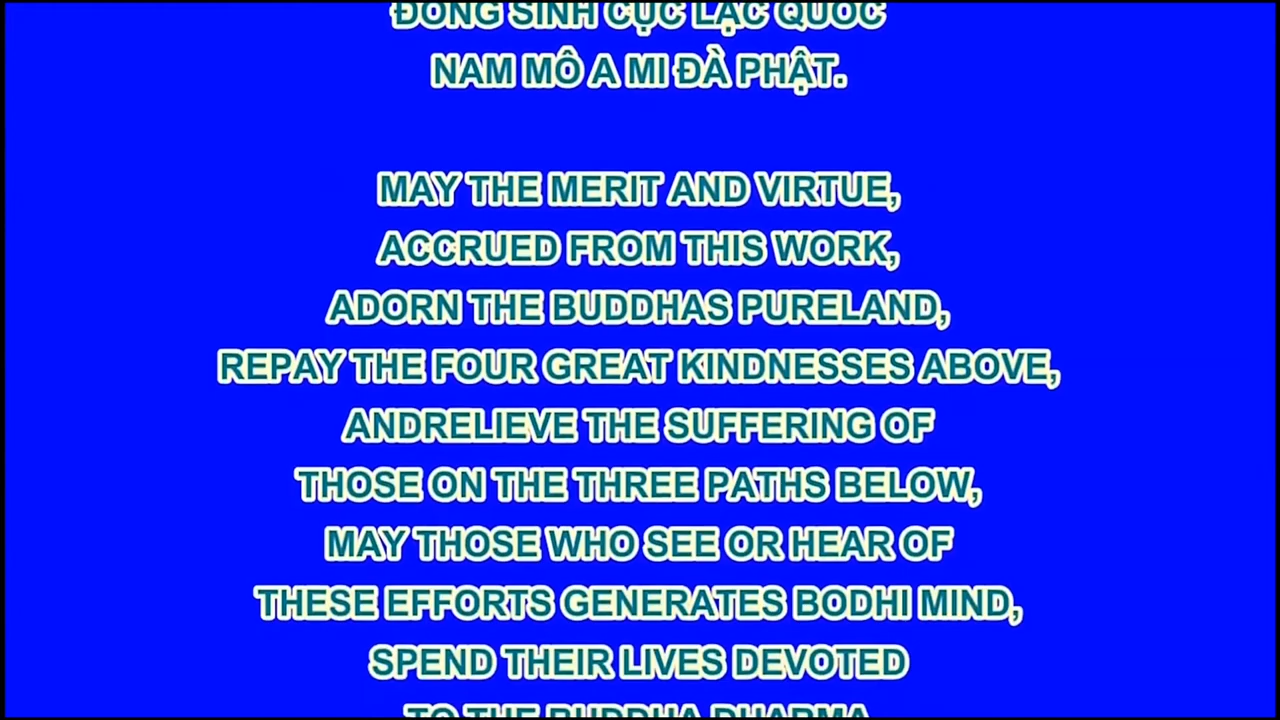 ĐỒNG SINH CỰC LẠC QUỐC
NAM MÔ A MI ĐÀ PHẬT.
MAY THE MERIT AND VIRTUE,
ACCRUED FROM THIS WORK,
ADORN THE BUDDHAS PURELAND,
REPAY THE FOUR GREAT KINDNESSES ABOVE,
ANDRELIEVE THE SUFFERING OF
THOSE ON THE THREE PATHS BELOW,
MAY THOSE WHO SEE OR HEAR OF
THESE EFFORTS GENERATES BODHI MIND,
SPEND THEIR LIVES DEVOTED
TO THE BUDDHA DHARMA